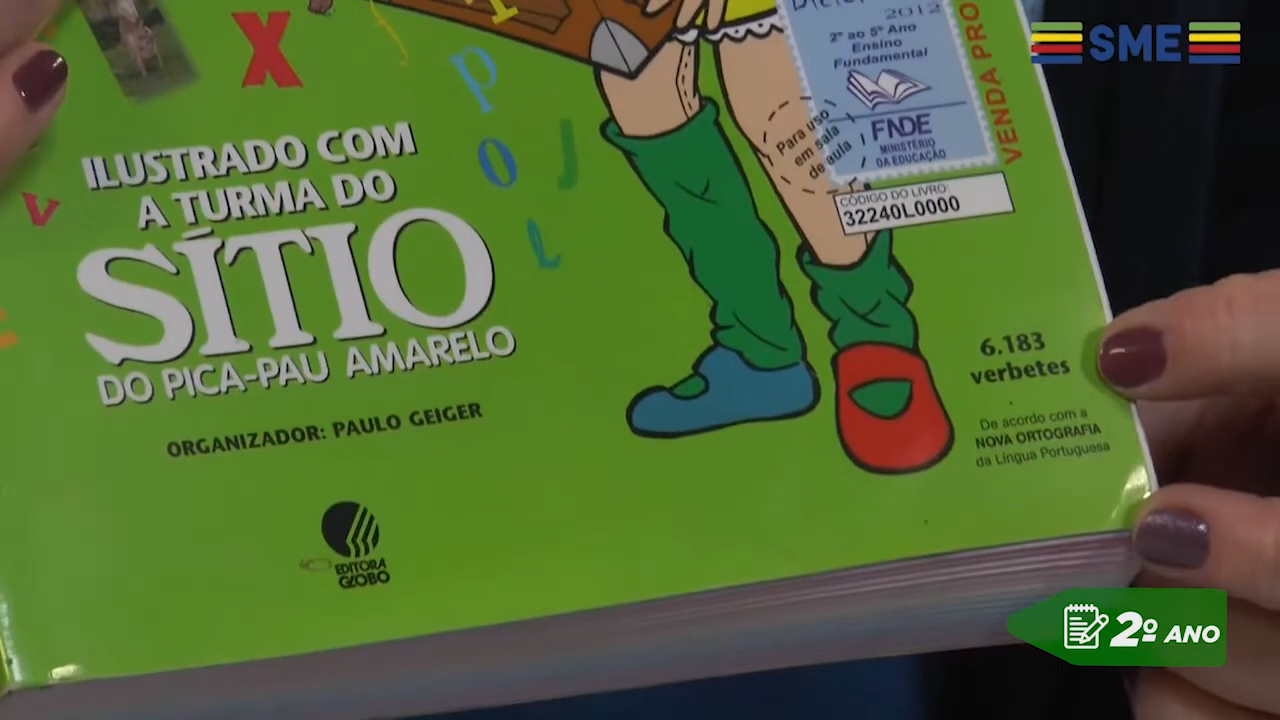 2012
2º ao 5º Ano
Ensino
Fundamental
FNDE
MINISTÉRIO
DA EDUCAÇÃO
Para uso
em sala
de aula
CÓDIGO DO LIVRO:
32240L0000
VENDA
SME
X
p
o
J
l
v
ILUSTRADO COM
A TURMA DO
SÍTIO
DO PICA-PAU AMARELO
ORGANIZADOR: PAULO GEIGER
EDITORA
GLOBO
6.183
verbetes
De acordo com a
NOVA ORTOGRAFIA
da Língua Portuguesa
2º ANO